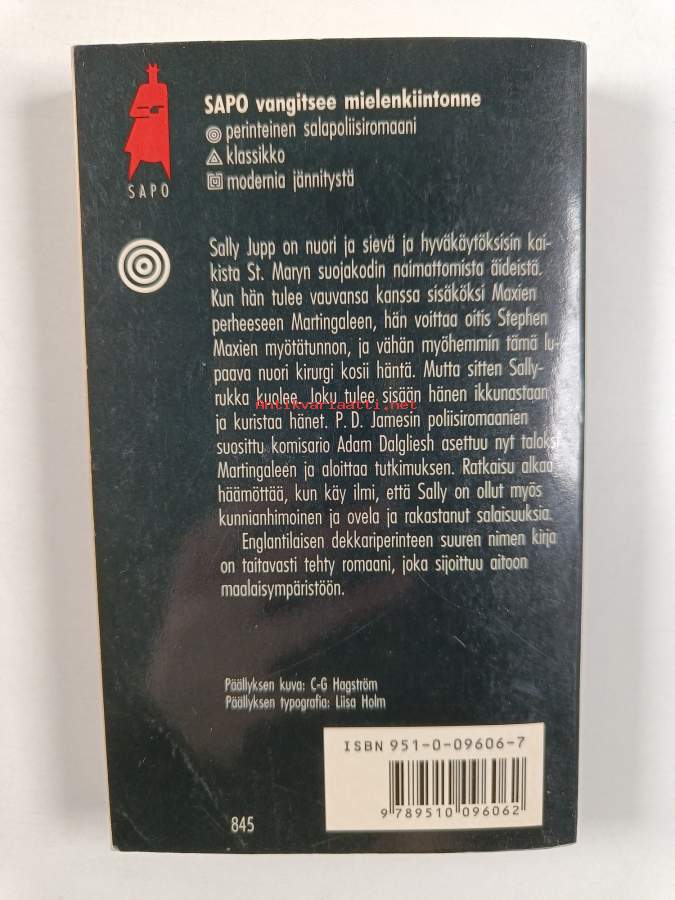 SAPO vangitsee mielenkiintonne
perinteinen salapoliisiromaani
klassikko
modernia jännitystä
SAPO
Sally Jupp on nuori ja sievä ja hyväkäytöksisin kai-
kista St. Maryn suojakodin naimattomista äideistä.
Kun hän tulee vauvansa kanssa sisäköksi Maxien
perheeseen Martingaleen, hän voittaa oitis Stephen
Maxien myötätunnon, ja vähän myöhemmin tämä lu-
paava nuori kirurgi kosii häntä. Mutta sitten Sally-
rukka kuolee. Joku tulee sisään hänen ikkunastaan
Antikvariaatti.net
ja kuristaa hänet. P. D. Jamesin poliisiromaanien
suosittu komisario Adam Dalgliesh asettuu nyt taloksi
Martingaleen ja aloittaa tutkimuksen. Ratkaisu alkaa
häämöttää, kun käy ilmi, että Sally on ollut myös
kunnianhimoinen ja ovela ja rakastanut salaisuuksia.
Englantilaisen dekkariperinteen suuren nimen kirja
on taitavasti tehty romaani, joka sijoittuu aitoon
maalaisympäristöön.
Päällyksen kuva: C-G Hagström
Päällyksen typografia: Liisa Holm
ISBN 951-0-09606-7
9 789510 096062
845